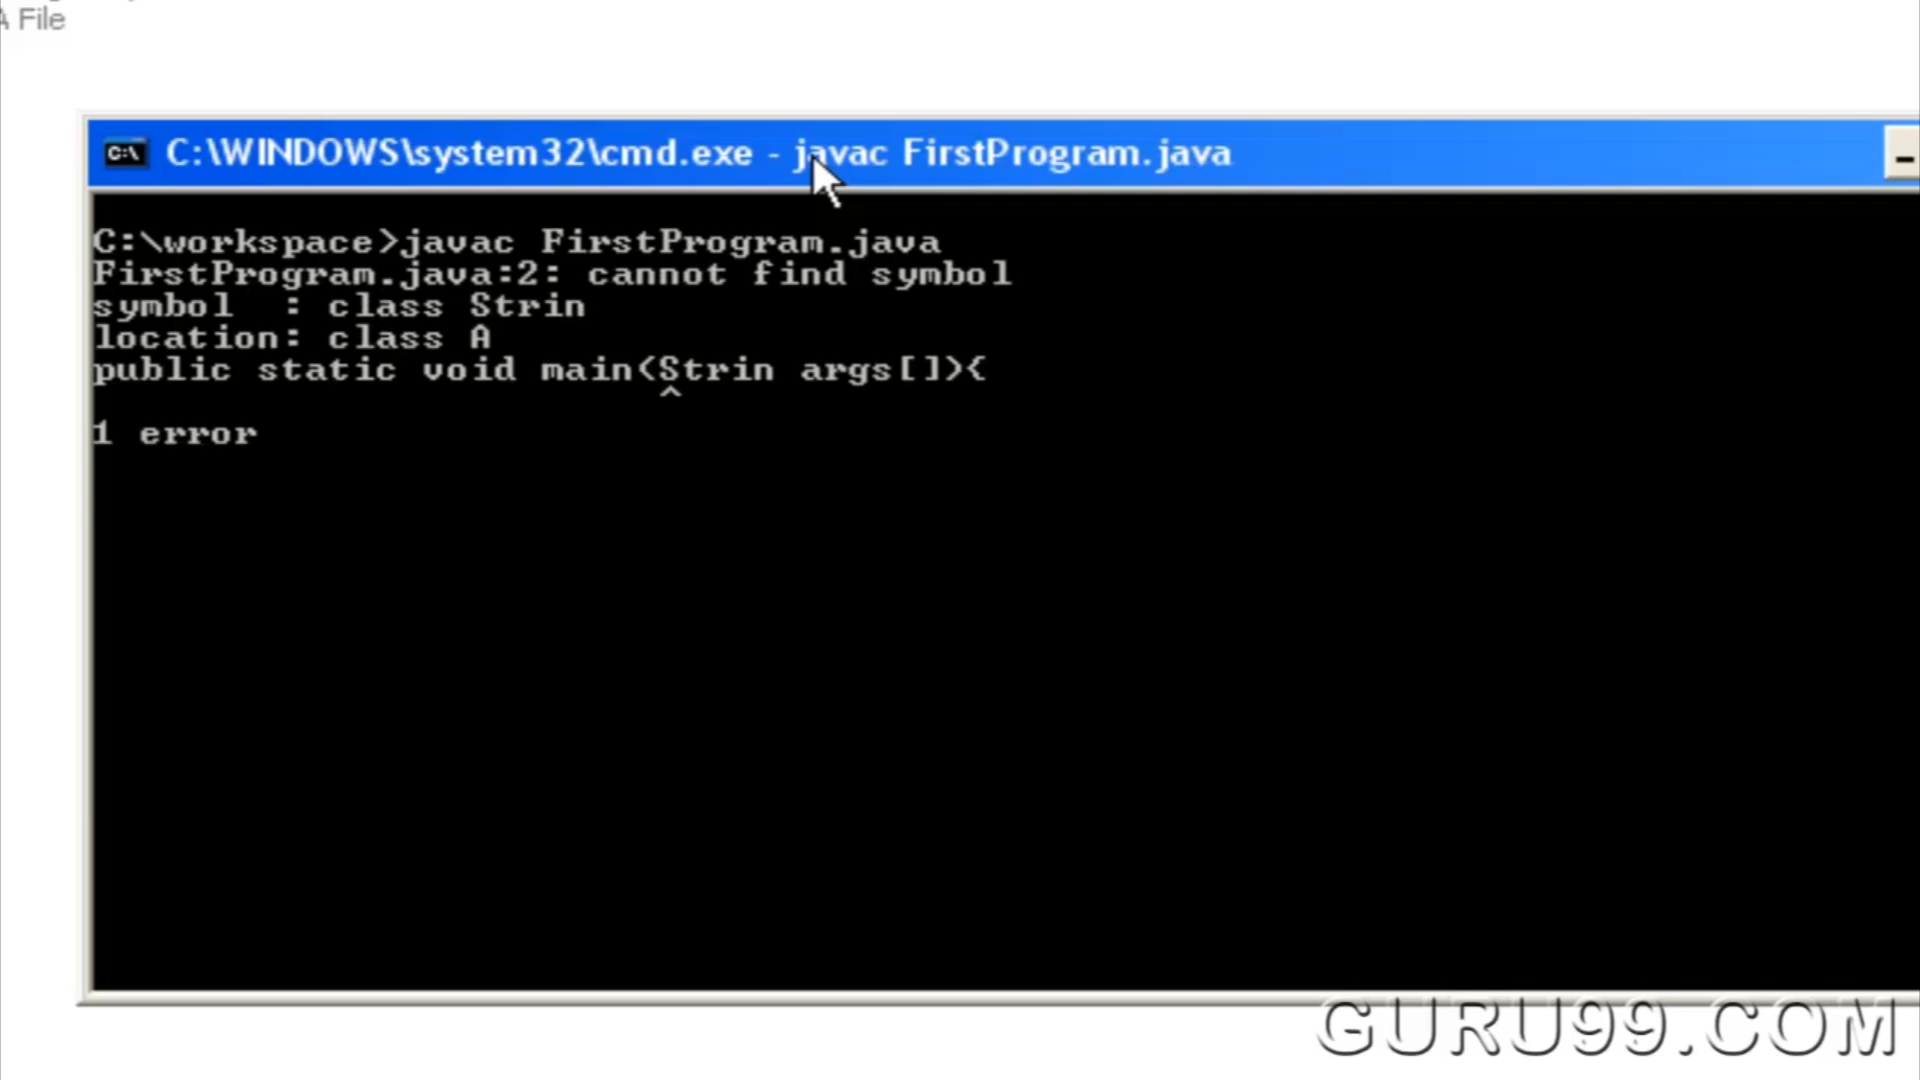 A File
C:\WINDOWS\system32\cmd.exe - javac FirstProgram.java
C:\workspace>javac FirstProgram.java
FirstProgram.java:2: cannot find symbol
symbol  : class Strin
location: class A
public static void main(Strin args[]){
^
1 error
GURU99.COM